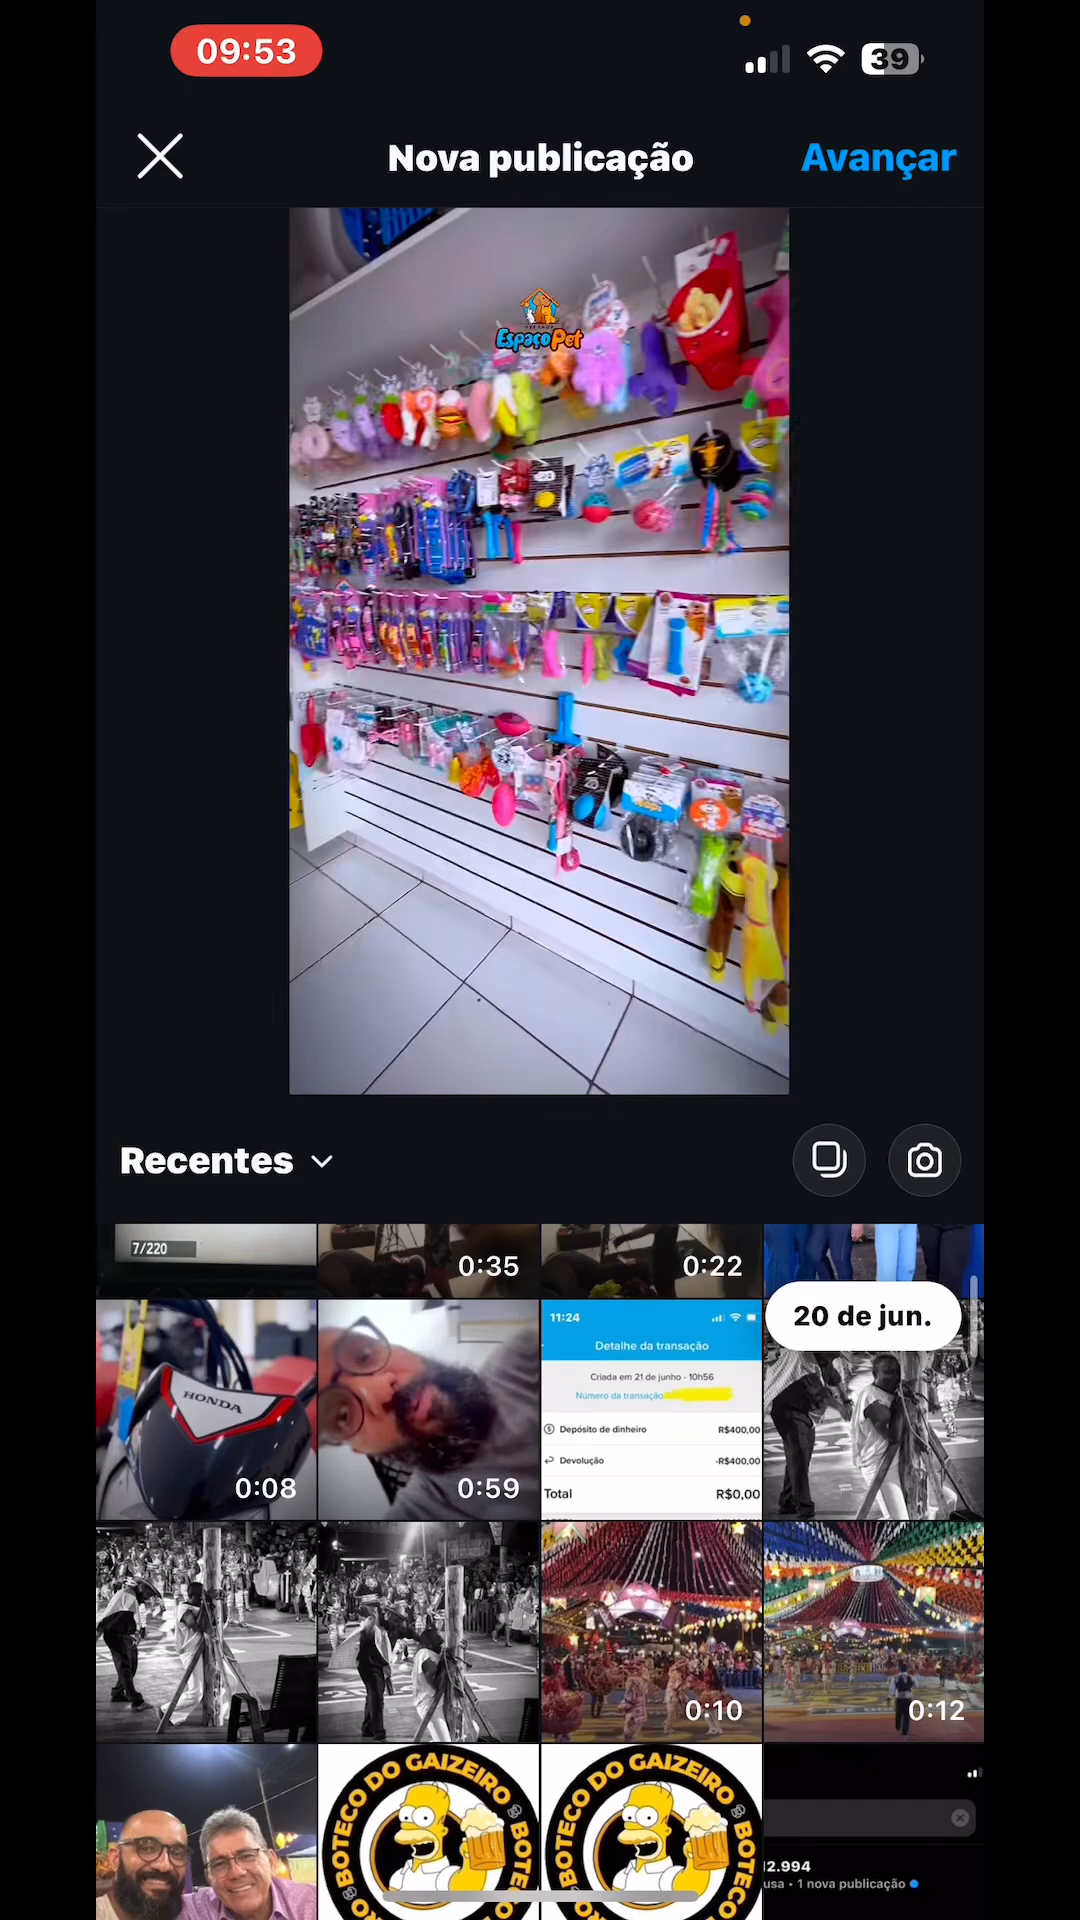 09:53
39
Nova publicação
Avançar
EspaçoPet
Recentes
7/220
0:35
0:22
20 de jun.
HONDA
0:08
0:59
11:24
Detalhe da transação
Criada em 21 de junho - 10h56
Número da transação
Depósito de dinheiro
R$400,00
Devolução
-R$400,00
Total
R$0,00
0:10
0:12
BOTECO DO GAIZEIRO
BOTECO DO GAIZEIRO
12.994
usa • 1 nova publicação